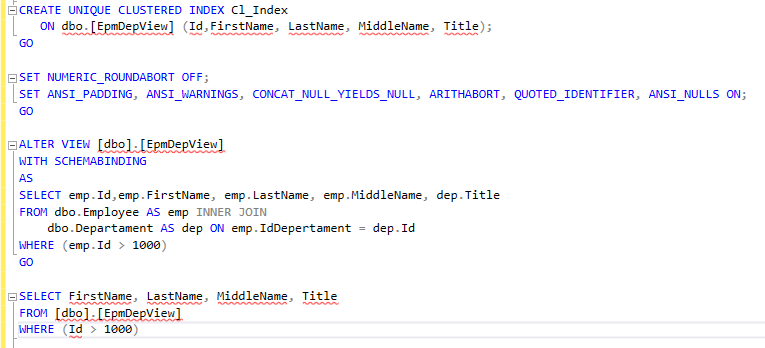 CREATE UNIQUE CLUSTERED INDEX Cl_Index
ON dbo.[EpmDepView] (Id,FirstName, LastName, MiddleName, Title);
GO
SET NUMERIC_ROUNDABORT OFF;
SET ANSI_PADDING, ANSI_WARNINGS, CONCAT_NULL_YIELDS_NULL, ARITHABORT, QUOTED_IDENTIFIER, ANSI_NULLS ON;
GO
ALTER VIEW [dbo].[EpmDepView]
WITH SCHEMABINDING
AS
SELECT emp.Id,emp.FirstName, emp.LastName, emp.MiddleName, dep.Title
FROM dbo.Employee AS emp INNER JOIN
dbo.Departament AS dep ON emp.IdDepertament = dep.Id
WHERE (emp.Id > 1000)
GO
SELECT FirstName, LastName, MiddleName, Title
FROM [dbo].[EpmDepView]
WHERE (Id > 1000)